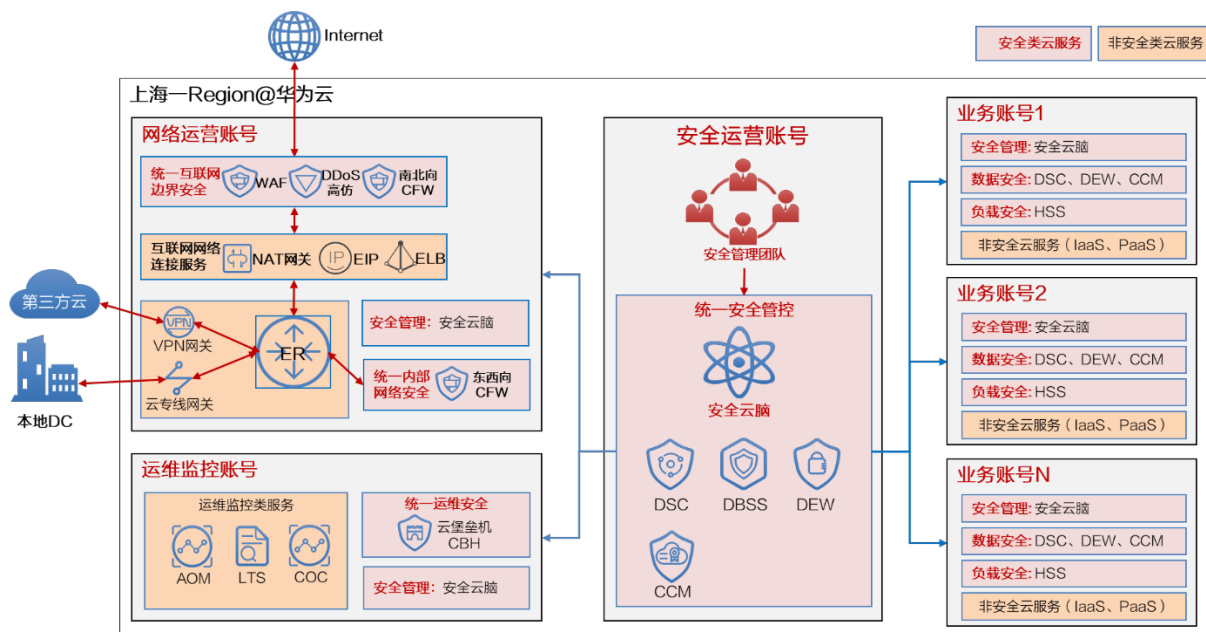 Internet
安全类云服务
非安全类云服务
上海一Region@华为云
网络运营账号
统一互联网
边界安全
WAF
DDoS
高仿
南北向
CFW
互联网网络
连接服务
NAT网关
IP
EIP
ELB
第三方云
本地DC
VPN
VPN网关
云专线网关
ER
安全管理：安全云脑
统一内部
网络安全
东西向
CFW
运维监控账号
运维监控类服务
AOM
LTS
COC
统一运维安全
云堡垒机
CBH
安全管理：安全云脑
安全运营账号
安全管理团队
统一安全管控
安全云脑
DSC
DBSS
DEW
CCM
业务账号1
安全管理: 安全云脑
数据安全: DSC、DEW、CCM
负载安全: HSS
非安全云服务（IaaS、PaaS）
业务账号2
安全管理: 安全云脑
数据安全: DSC、DEW、CCM
负载安全: HSS
非安全云服务（IaaS、PaaS）
业务账号N
安全管理: 安全云脑
数据安全: DSC、DEW、CCM
负载安全: HSS
非安全云服务（IaaS、PaaS）